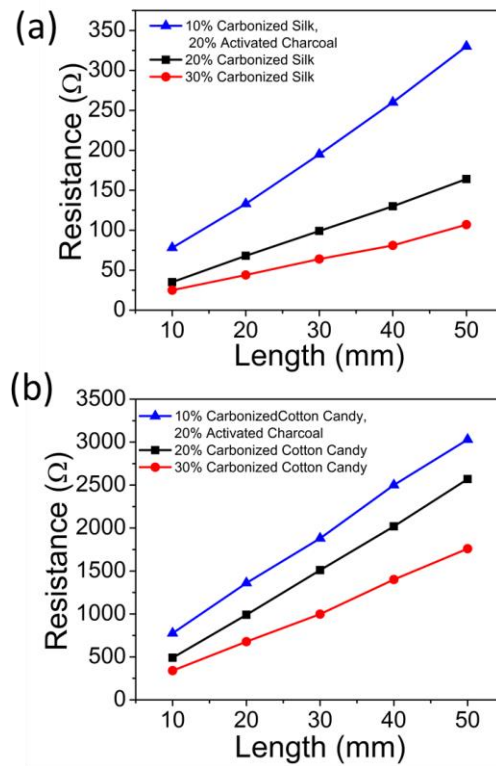 (a)
10% Carbonized Silk,
20% Activated Charcoal
20% Carbonized Silk
30% Carbonized Silk
350
300
250
200
150
100
50
0
Resistance (Ω)
10 20 30 40 50
Length (mm)
(b)
10% CarbonizedCotton Candy,
20% Activated Charcoal
20% Carbonized Cotton Candy
30% Carbonized Cotton Candy
3500
3000
2500
2000
1500
1000
500
0
Resistance (Ω)
10 20 30 40 50
Length (mm)